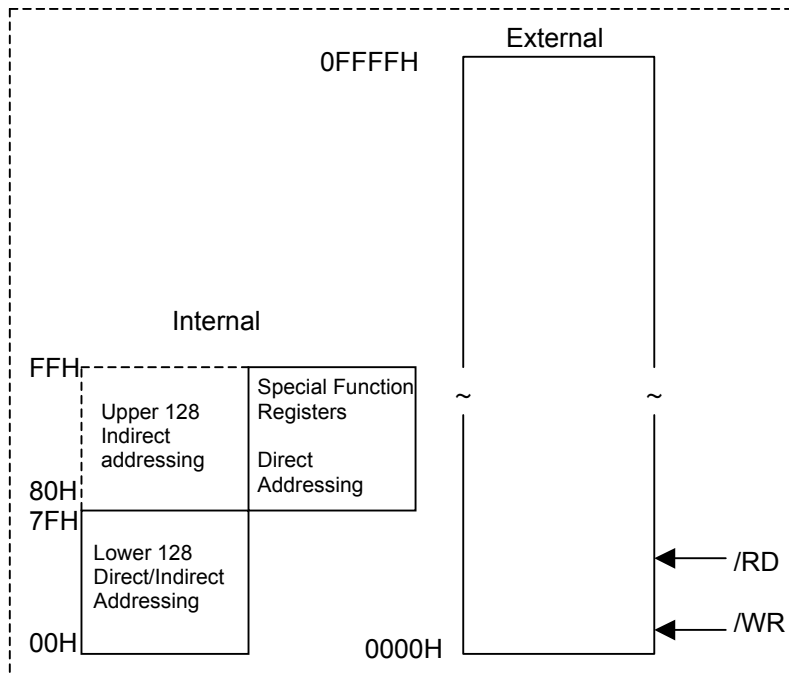 External
0FFFFH
Internal
FFH
Special Function
Registers
Direct
Addressing
Upper 128
Indirect
addressing
80H
7FH
Lower 128
Direct/Indirect
Addressing
00H
~
~
/RD
/WR
0000H